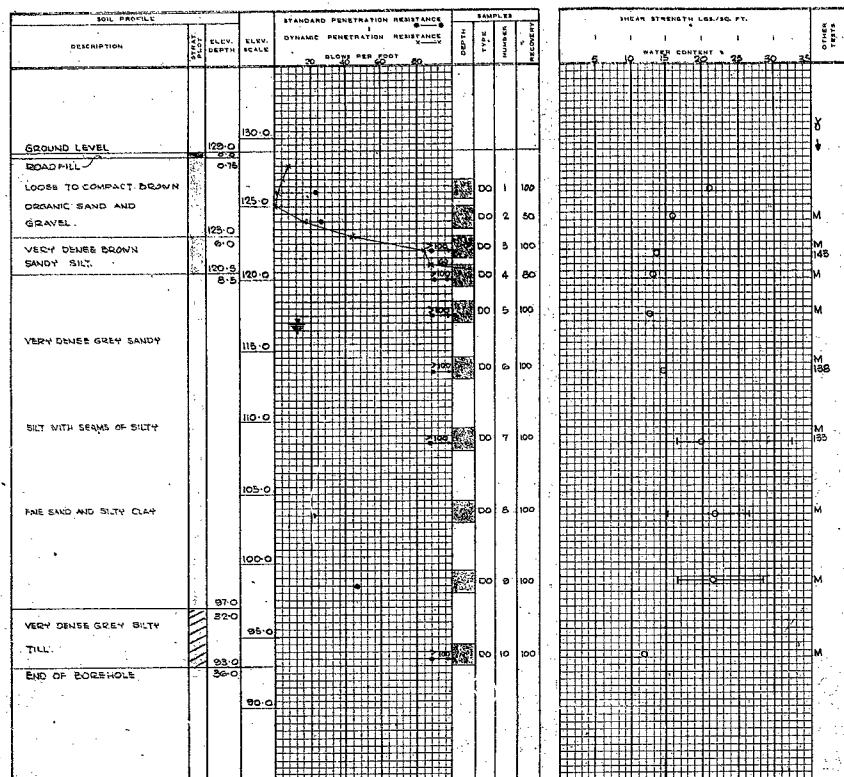 SOIL PROFILE
DESCRIPTION
STRAT. PLOT
ELEV. DEPTH
ELEV. SCALE
STANDARD PENETRATION RESISTANCE
DYNAMIC PENETRATION RESISTANCE
BLOWS PER FOOT
20 40 60 80
SAMPLES
DEPTH
TYPE
NUMBER
% RECOVERY
SHEAR STRENGTH LBS./SQ. FT.
WATER CONTENT %
5 10 15 20 25 30 35
OTHER TESTS
γ
130.0
GROUND LEVEL 129.0
0.0
ROADFILL 0.75
LOOSE TO COMPACT BROWN
DO 1 100
125.0
ORGANIC SAND AND
DO 2 50 M
GRAVEL.
123.0
6.0
VERY DENSE BROWN
>100 DO 3 100 M
SANDY SILT.
120.5
8.5
120.0
>100 DO 4 80 M
>100 DO 5 100 M
VERY DENSE GREY SANDY
115.0
>100 DO 6 100 M
138
110.0
SILT WITH SEAMS OF SILTY
>100 DO 7 100 M
105.0
FINE SAND AND SILTY CLAY
DO 8 100 M
100.0
DO 9 100 M
97.0
32.0
VERY DENSE GREY SILTY
95.0
TILL.
>100 DO 10 100 M
93.0
END OF BOREHOLE 36.0
90.0